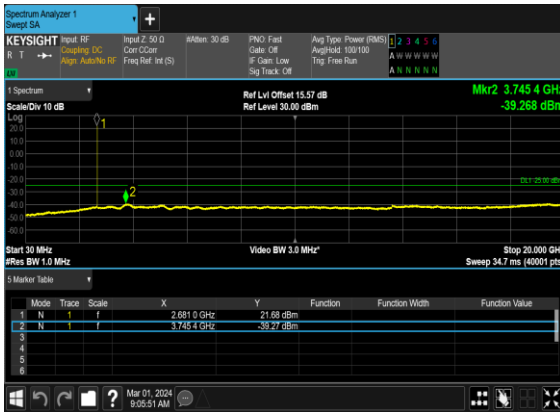 Spectrum Analyzer 1
Swept SA
+
KEYSIGHT Input: RF Input Z: 50 Ω #Atten: 30 dB PNO: Fast Avg Type: Power (RMS) 1 2 3 4 5 6
R T Coupling: DC Corr CCorr Gate: Off Avg|Hold: 100/100 A W W W W W
Align: Auto/No RF Freq Ref: Int (S) IF Gain: Low Trig: Free Run
LXI Sig Track: Off A N N N N N
1 Spectrum Ref Lvl Offset 15.57 dB Mkr2 3.745 4 GHz
Scale/Div 10 dB Ref Level 30.00 dBm -39.268 dBm
Log
20.0 1
10.0
0.00
-10.0
-20.0 DL1 -25.00 dBm
-30.0 2
-40.0
-50.0
-60.0
Start 30 MHz Video BW 3.0 MHz* Stop 20.000 GHz
#Res BW 1.0 MHz Sweep 34.7 ms (40001 pts)
5 Marker Table
Mode Trace Scale X Y Function Function Width Function Value
1 N 1 f 2.681 0 GHz 21.68 dBm
2 N 1 f 3.745 4 GHz -39.27 dBm
3
4
5
6
? Mar 01, 2024
9:05:51 AM